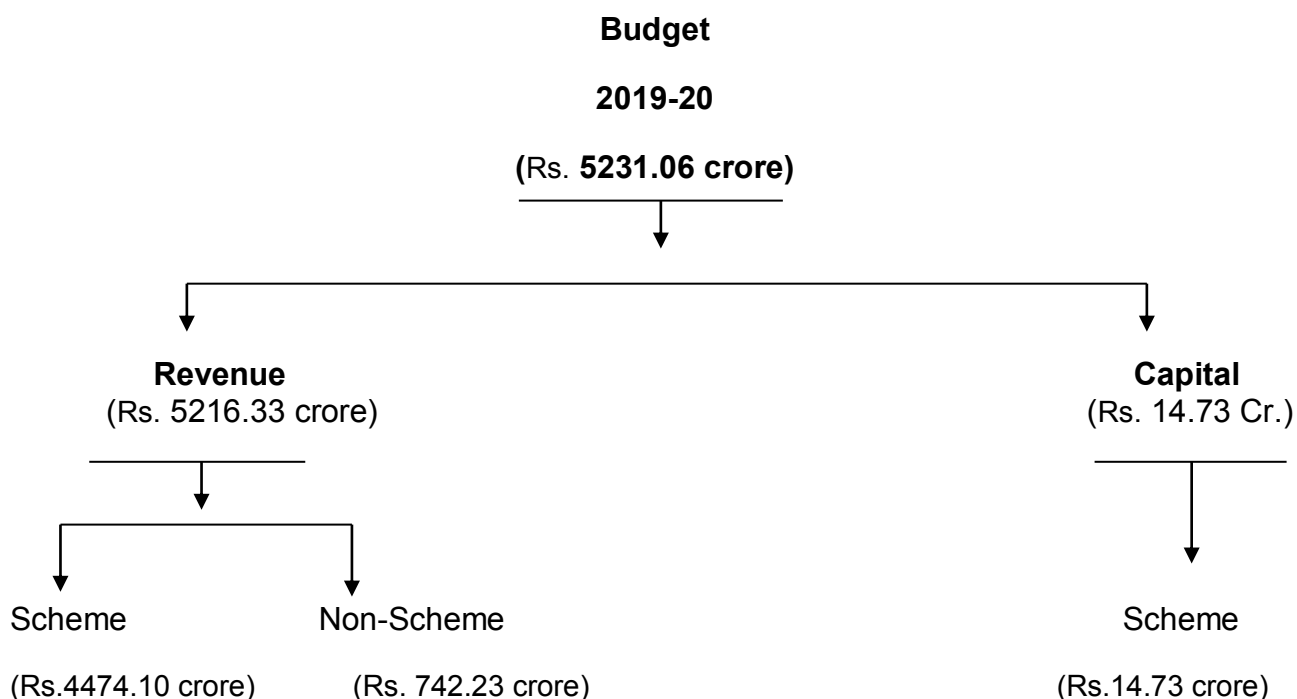 Budget
2019-20
(Rs. 5231.06 crore)
Revenue
(Rs. 5216.33 crore)
Capital
(Rs. 14.73 Cr.)
Scheme
Non-Scheme
Scheme
(Rs.4474.10 crore)
(Rs. 742.23 crore)
(Rs.14.73 crore)